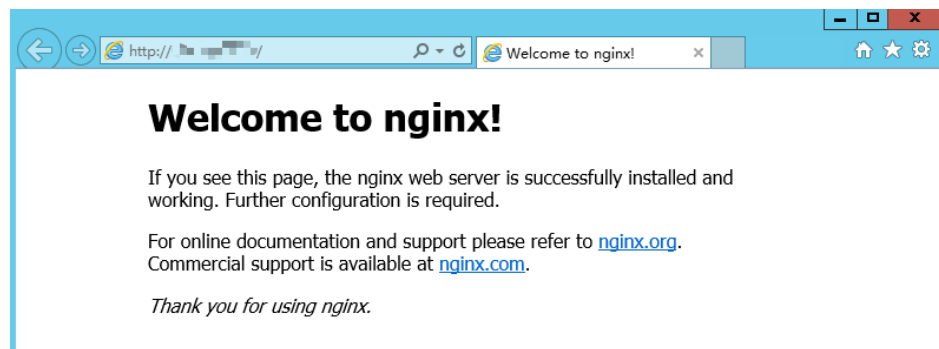 http:// /
Welcome to nginx!
Welcome to nginx!
If you see this page, the nginx web server is successfully installed and
working. Further configuration is required.
For online documentation and support please refer to nginx.org.
Commercial support is available at nginx.com.
Thank you for using nginx.